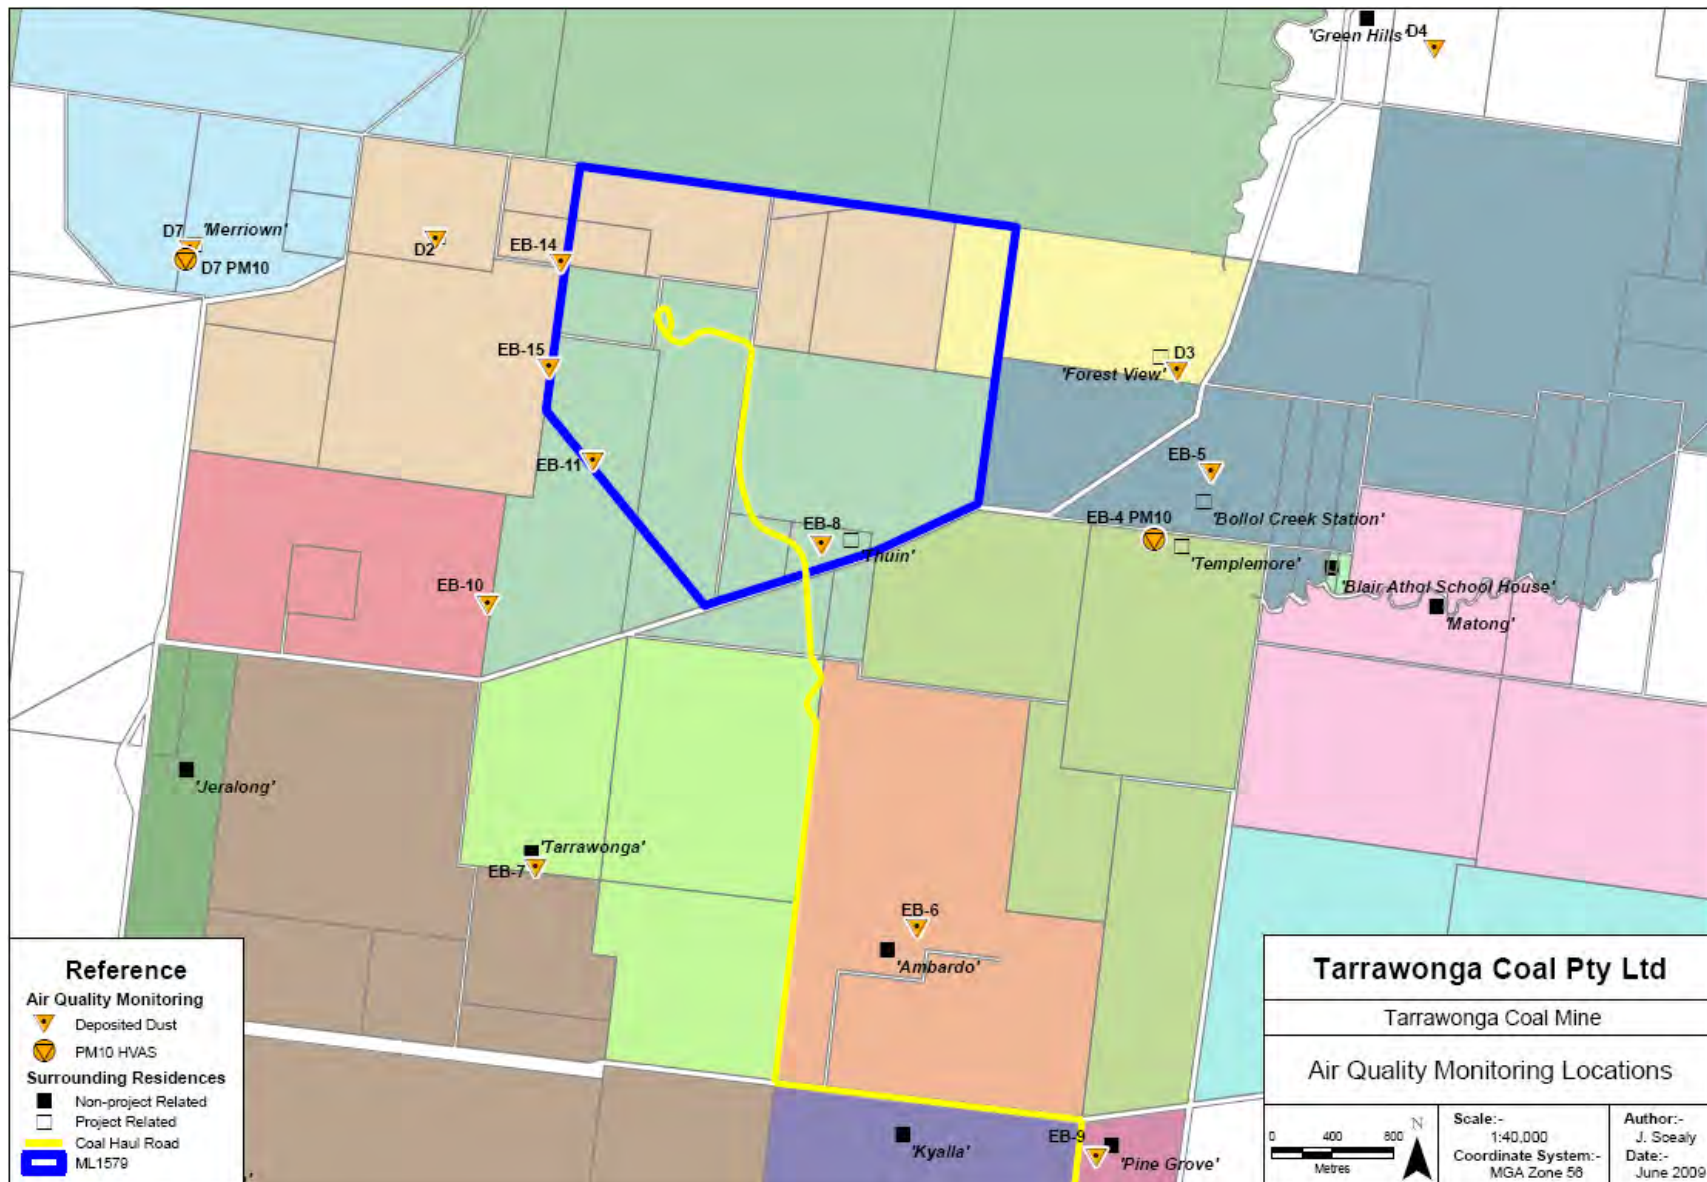 'Green Hills'
D4
D7
'Merriown'
D7 PM10
D2
EB-14
EB-15
D3
'Forest View'
EB-11
EB-5
EB-8
'Thuin'
EB-4 PM10
'Bollol Creek Station'
'Templemore'
'Blair Athol School House'
'Matong'
EB-10
'Jeralong'
'Tarrawonga'
EB-7
EB-6
'Ambardo'
'Kyalla'
EB-9
'Pine Grove'
Reference
Air Quality Monitoring
Deposited Dust
PM10 HVAS
Surrounding Residences
Non-project Related
Project Related
Coal Haul Road
ML1579
Tarrawonga Coal Pty Ltd
Tarrawonga Coal Mine
Air Quality Monitoring Locations
0 400 800
Metres
N
Scale:-
1:40,000
Coordinate System:-
MGA Zone 56
Author:-
J. Scealy
Date:-
June 2009